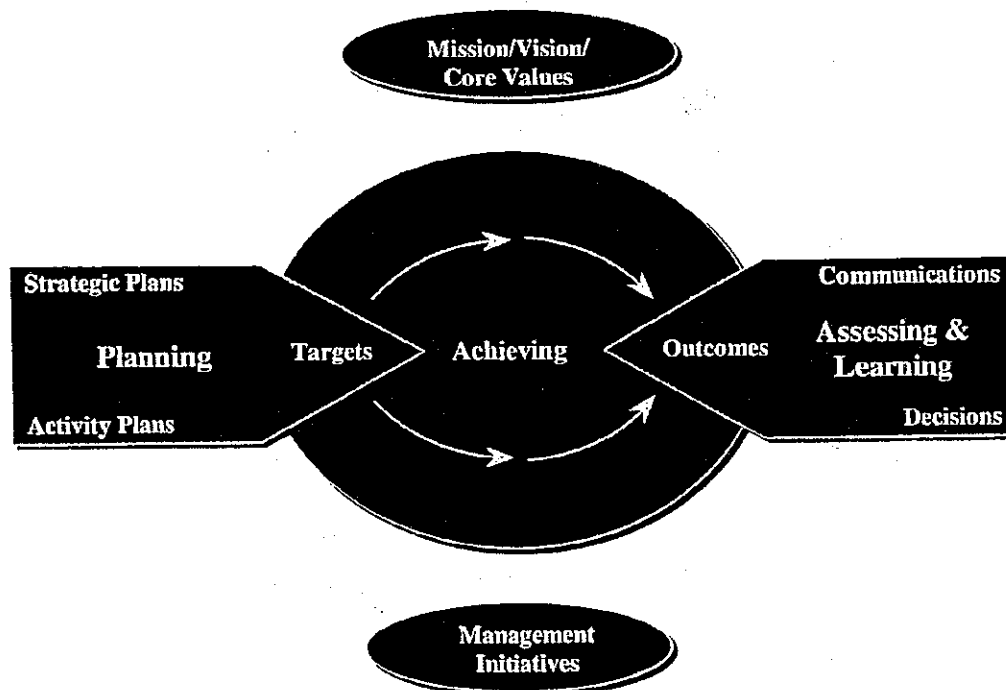 Mission/Vision/
Core Values
Strategic Plans
Planning
Activity Plans
Targets
Achieving
Outcomes
Communications
Assessing &
Learning
Decisions
Management
Initiatives